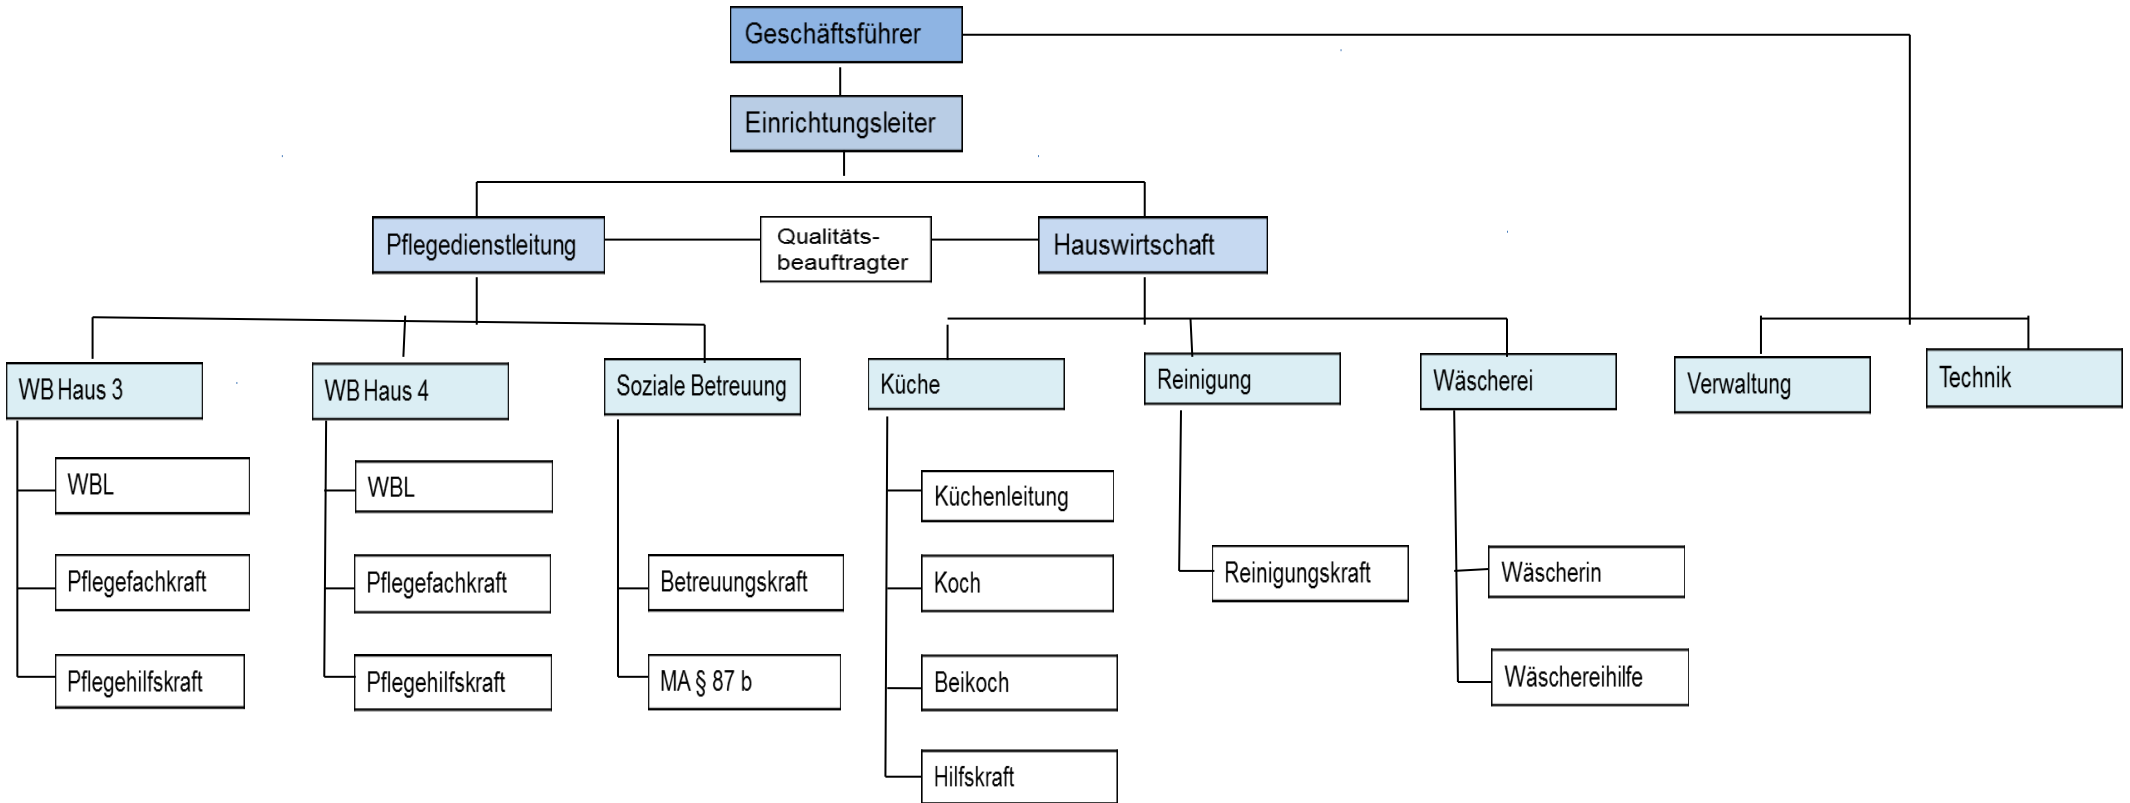 Geschäftsführer
Einrichtungsleiter
Pflegedienstleitung
Qualitäts-
beauftragter
Hauswirtschaft
WB Haus 3
WB Haus 4
Soziale Betreuung
Küche
Reinigung
Wäscherei
Verwaltung
Technik
WBL
Pflegefachkraft
Pflegehilfskraft
WBL
Pflegefachkraft
Pflegehilfskraft
Betreuungskraft
MA § 87 b
Küchenleitung
Koch
Beikoch
Hilfskraft
Reinigungskraft
Wäscherin
Wäschereihilfe